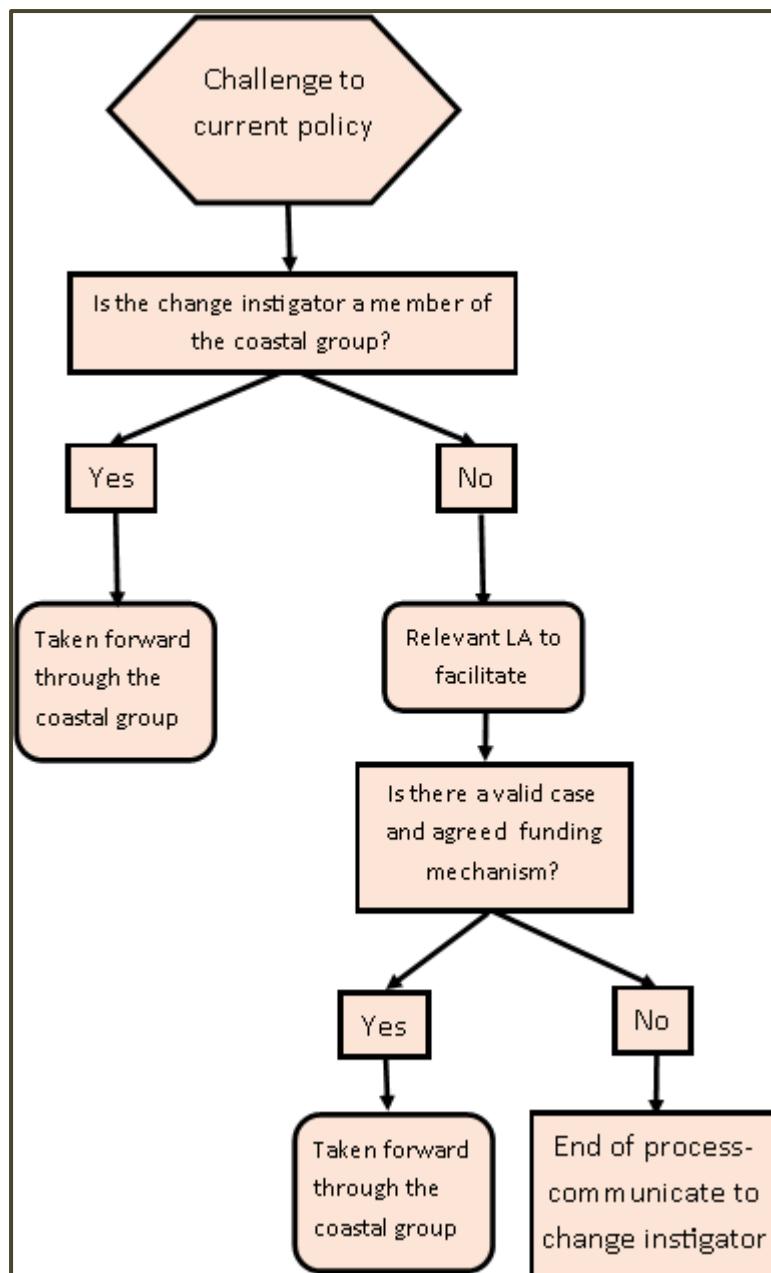 Challenge to
current policy
Is the change instigator a member of
the coastal group?
Yes
No
Taken forward
through the
coastal group
Relevant LA to
facilitate
Is there a valid case
and agreed funding
mechanism?
Yes
No
Taken forward
through the
coastal group
End of process-
communicate to
change instigator